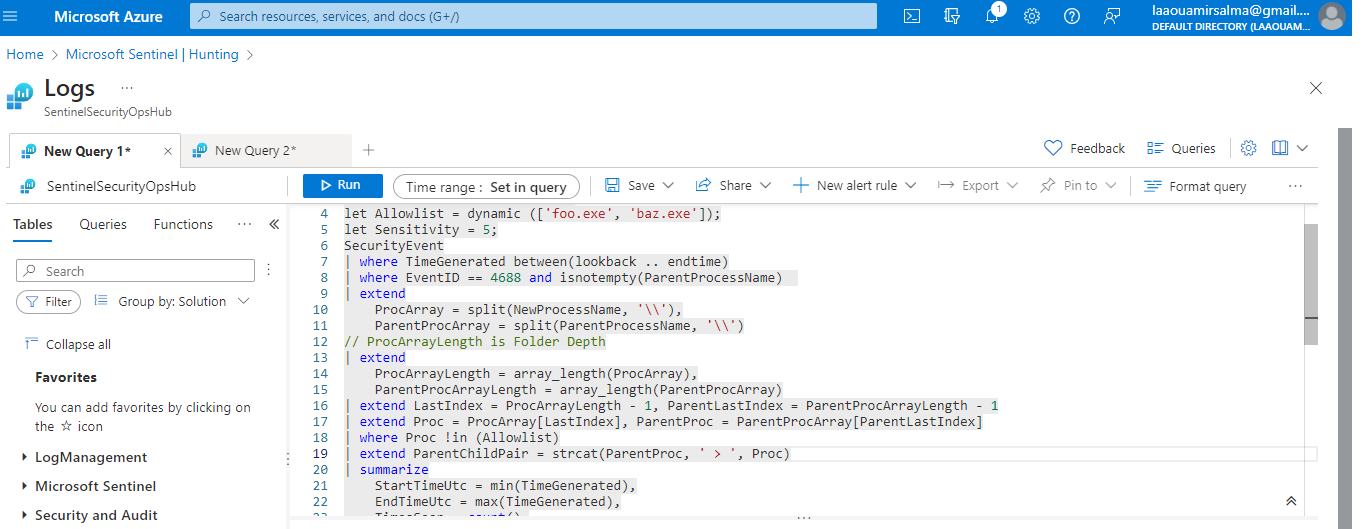 Microsoft Azure
Search resources, services, and docs (G+/)
1
laaouamirsalma@gmail....
DEFAULT DIRECTORY (LAAOUAM...
Home > Microsoft Sentinel | Hunting >
Logs ...
SentinelSecurityOpsHub
New Query 1* ×
New Query 2*
+
Feedback
Queries
SentinelSecurityOpsHub
Run
Time range : Set in query
Save
Share
New alert rule
Export
Pin to
Format query
...
Tables
Queries
Functions
...
«
Search
Filter
Group by: Solution
Collapse all
Favorites
You can add favorites by clicking on
the ☆ icon
LogManagement
Microsoft Sentinel
Security and Audit
4 let Allowlist = dynamic (['foo.exe', 'baz.exe']);
5 let Sensitivity = 5;
6 SecurityEvent
7 | where TimeGenerated between(lookback .. endtime)
8 | where EventID == 4688 and isnotempty(ParentProcessName)
9 | extend
10 ProcArray = split(NewProcessName, '\\'),
11 ParentProcArray = split(ParentProcessName, '\\')
12 // ProcArrayLength is Folder Depth
13 | extend
14 ProcArrayLength = array_length(ProcArray),
15 ParentProcArrayLength = array_length(ParentProcArray)
16 | extend LastIndex = ProcArrayLength - 1, ParentLastIndex = ParentProcArrayLength - 1
17 | extend Proc = ProcArray[LastIndex], ParentProc = ParentProcArray[ParentLastIndex]
18 | where Proc !in (Allowlist)
19 | extend ParentChildPair = strcat(ParentProc, ' > ', Proc)
20 | summarize
21 StartTimeUtc = min(TimeGenerated),
22 EndTimeUtc = max(TimeGenerated),
...